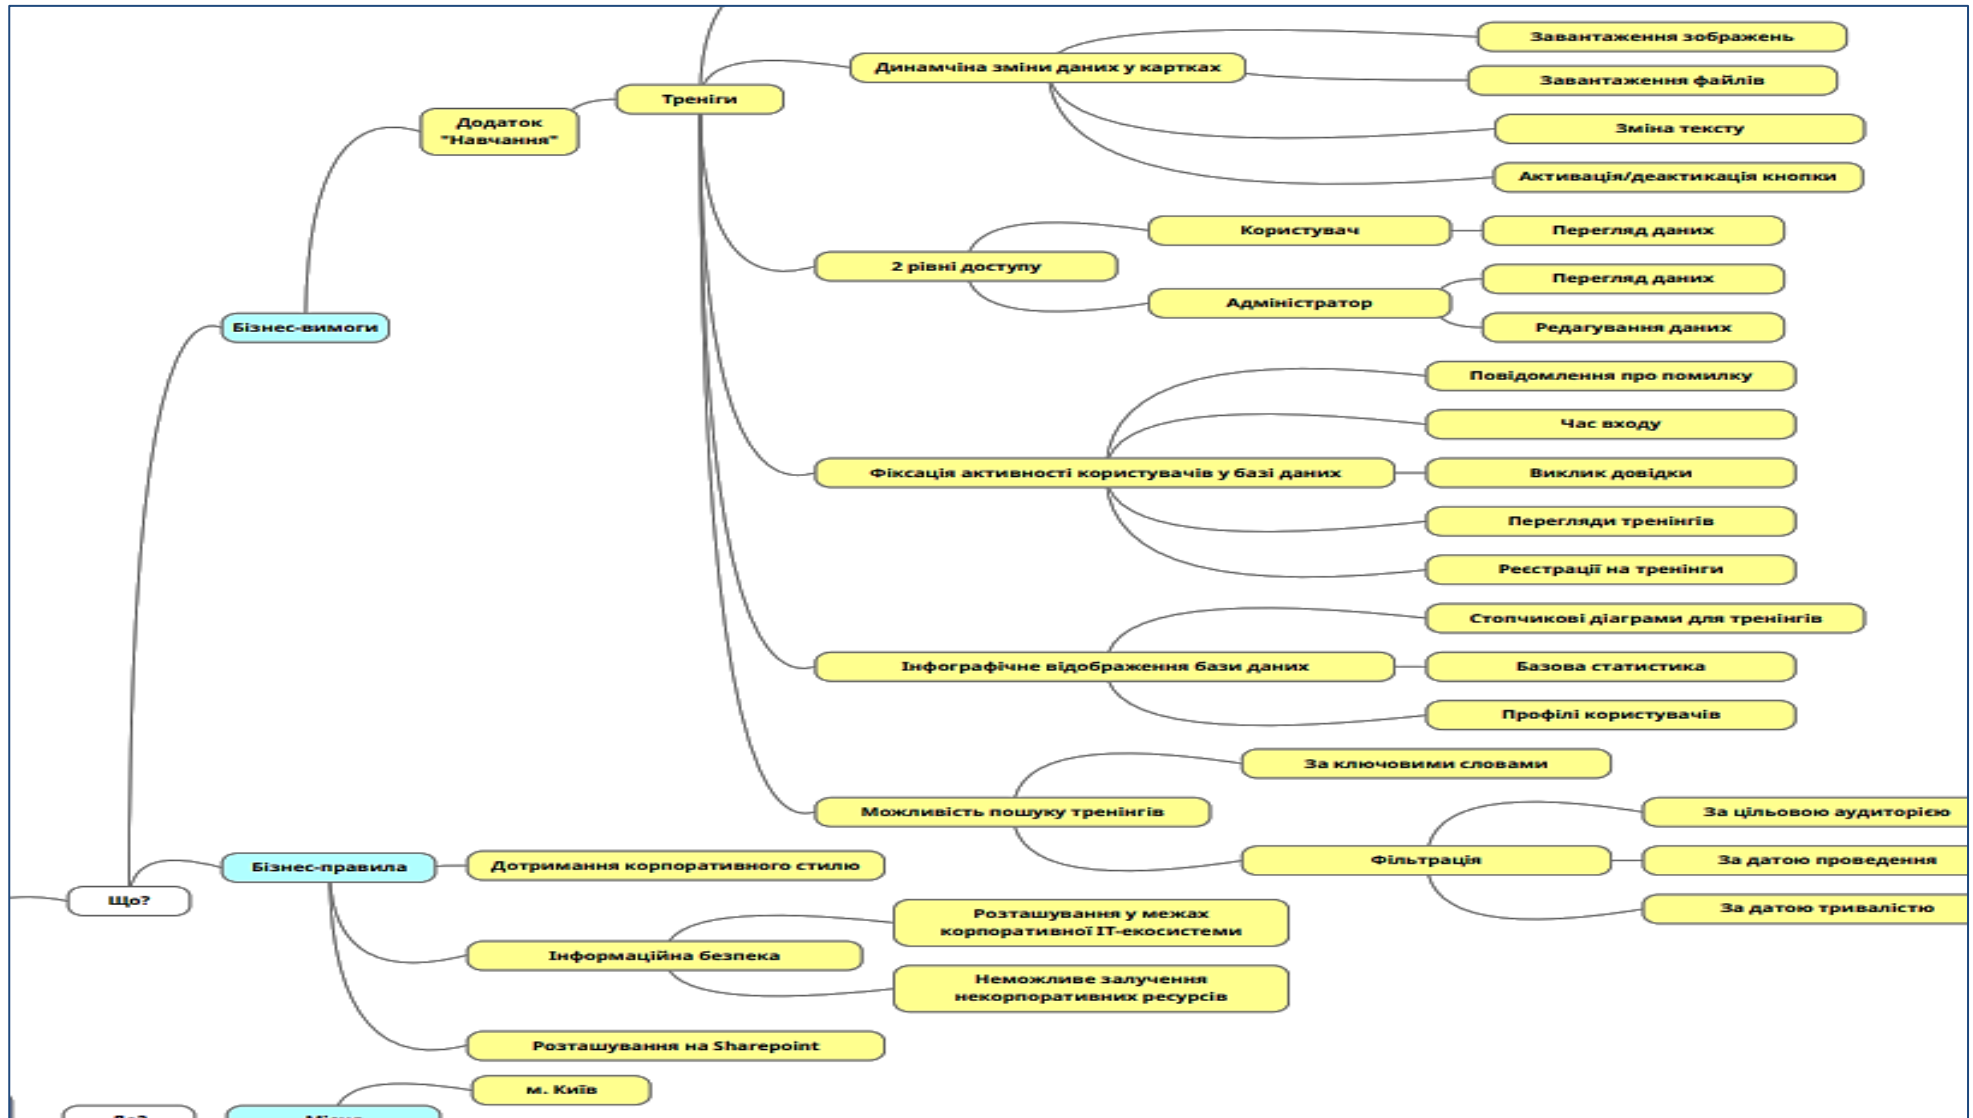 Завантаження зображень
Динамчіна зміни даних у картках
Завантаження файлів
Треніги
Додаток
"Навчання"
Зміна тексту
Активація/деактикація кнопки
Користувач
Перегляд даних
2 рівні доступу
Перегляд даних
Адміністратор
Редагування даних
Бізнес-вимоги
Повідомлення про помилку
Час входу
Фіксація активності користувачів у базі даних
Виклик довідки
Перегляди тренінгів
Реєстрації на тренінги
Стопчикові діаграми для тренінгів
Інфографічне відображення бази даних
Базова статистика
Профілі користувачів
За ключовими словами
Можливість пошуку тренінгів
За цільовою аудиторією
Фільтрація
За датою проведення
За датою тривалістю
Бізнес-правила
Дотримання корпоративного стилю
Що?
Розташування у межах
корпоративної ІТ-екосистеми
Інформаційна безпека
Неможливе залучення
некорпоративних ресурсів
Розташування на Sharepoint
м. Київ